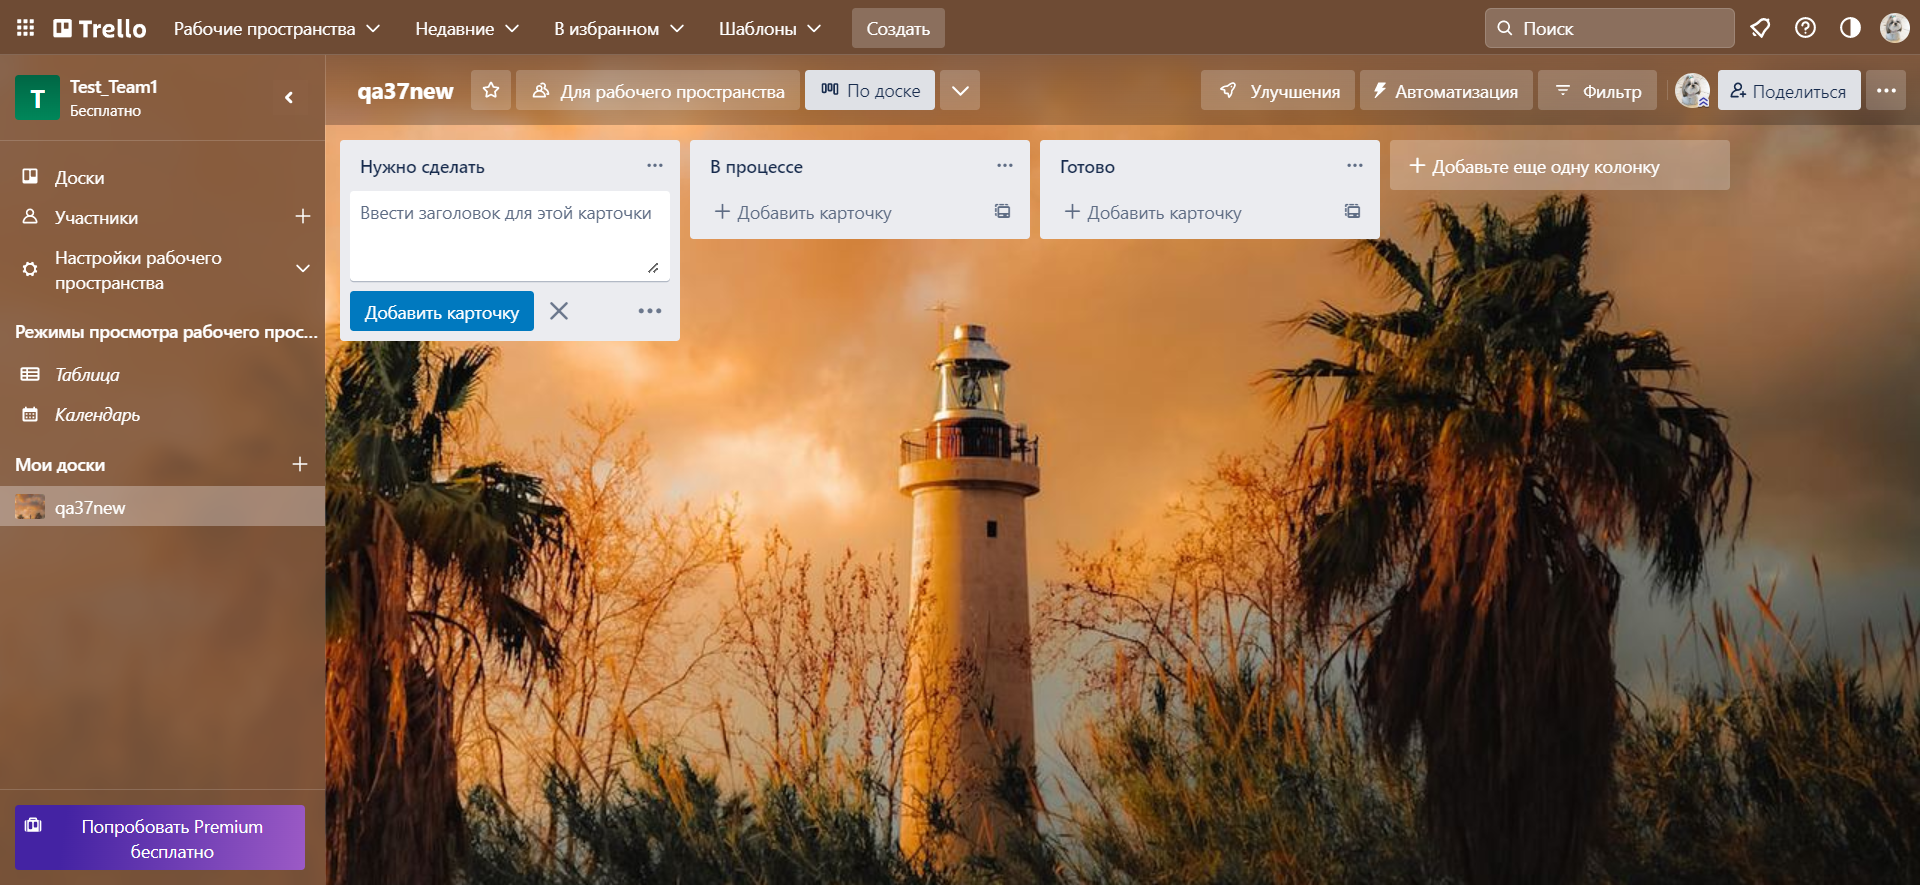 Trello
Рабочие пространства
Недавние
В избранном
Шаблоны
Создать
Поиск
T
Test_Team1
Бесплатно
qa37new
Для рабочего пространства
По доске
Улучшения
Автоматизация
Фильтр
Поделиться
Доски
Участники
Настройки рабочего
пространства
Режимы просмотра рабочего прос...
Таблица
Календарь
Мои доски
qa37new
Попробовать Premium
бесплатно
Нужно сделать
Ввести заголовок для этой карточки
Добавить карточку
В процессе
Добавить карточку
Готово
Добавить карточку
Добавьте еще одну колонку